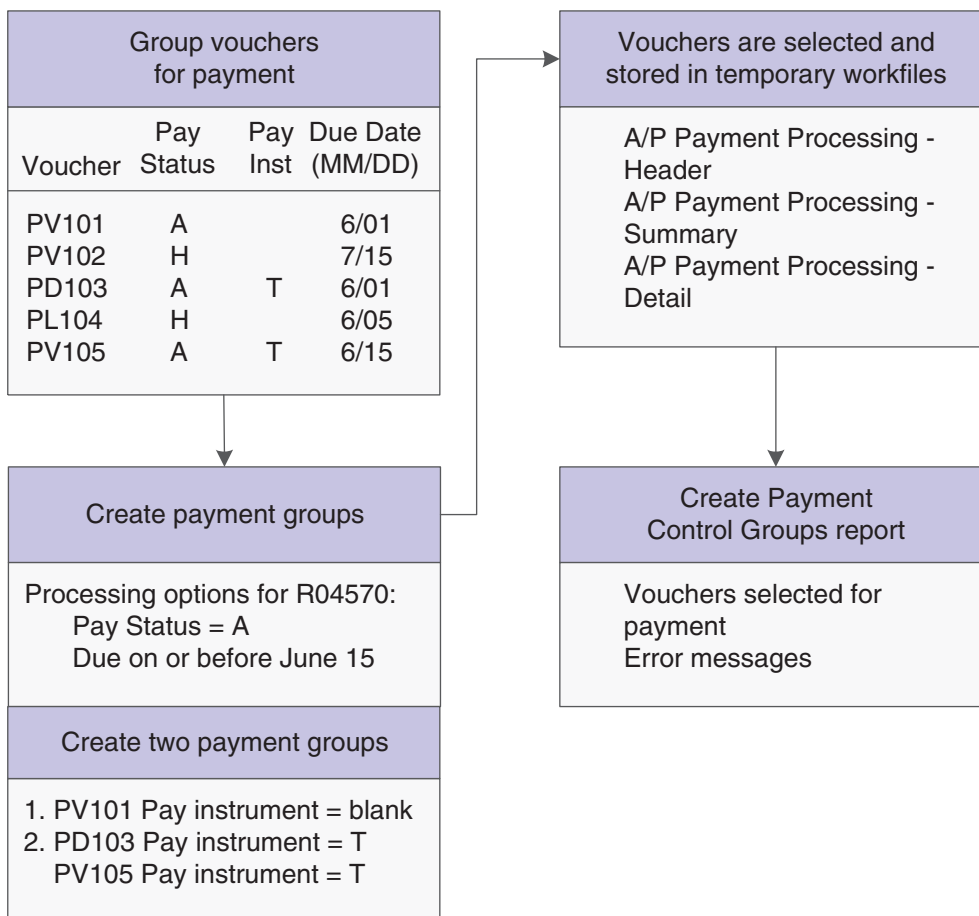 Group vouchers
for payment
Voucher Pay Status Pay Inst Due Date (MM/DD)
PV101 A 6/01
PV102 H 7/15
PD103 A T 6/01
PL104 H 6/05
PV105 A T 6/15
Create payment groups
Processing options for R04570:
Pay Status = A
Due on or before June 15
Create two payment groups
1. PV101 Pay instrument = blank
2. PD103 Pay instrument = T
PV105 Pay instrument = T
Vouchers are selected and
stored in temporary workfiles
A/P Payment Processing -
Header
A/P Payment Processing -
Summary
A/P Payment Processing -
Detail
Create Payment
Control Groups report
Vouchers selected for
payment
Error messages